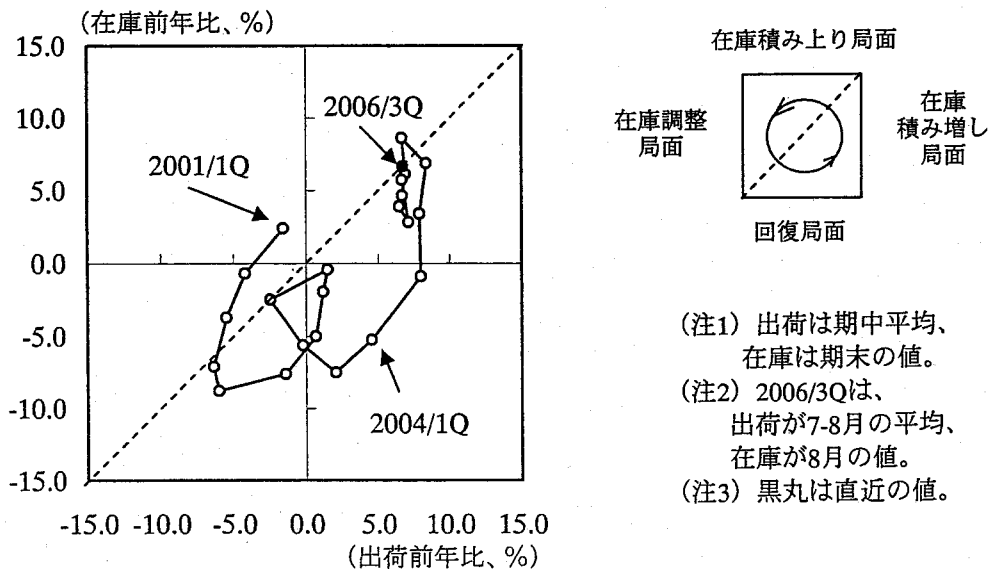 (在庫前年比、%)
15.0
10.0
5.0
0.0
-5.0
-10.0
-15.0
-15.0 -10.0 -5.0 0.0 5.0 10.0 15.0
(出荷前年比、%)
2006/3Q
2001/1Q
2004/1Q
在庫積み上り局面
在庫調整
局面
在庫
積み増し
局面
回復局面
(注1) 出荷は期中平均、
在庫は期末の値。
(注2) 2006/3Qは、
出荷が7-8月の平均、
在庫が8月の値。
(注3) 黒丸は直近の値。